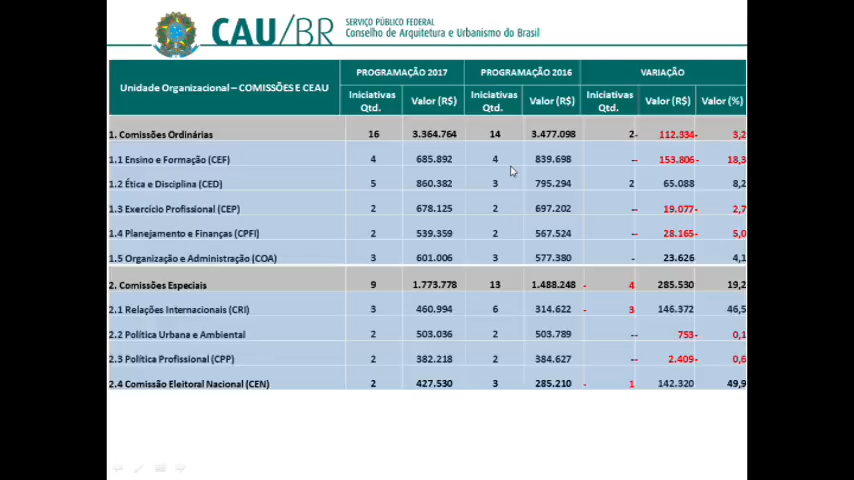 CAU/BR
SERVIÇO PÚBLICO FEDERAL
Conselho de Arquitetura e Urbanismo do Brasil
Unidade Organizacional – COMISSÕES E CEAU PROGRAMAÇÃO 2017 PROGRAMAÇÃO 2016 VARIAÇÃO
Iniciativas Qtd. Valor (R$) Iniciativas Qtd. Valor (R$) Iniciativas Qtd. Valor (R$) Valor (%)
1. Comissões Ordinárias 16 3.364.764 14 3.477.098 2- 112.334- 3,2
1.1 Ensino e Formação (CEF) 4 685.892 4 839.698 -- 153.806- 18,3
1.2 Ética e Disciplina (CED) 5 860.382 3 795.294 2 65.088 8,2
1.3 Exercício Profissional (CEP) 2 678.125 2 697.202 -- 19.077- 2,7
1.4 Planejamento e Finanças (CPFI) 2 539.359 2 567.524 -- 28.165- 5,0
1.5 Organização e Administração (COA) 3 601.006 3 577.380 - 23.626 4,1
2. Comissões Especiais 9 1.773.778 13 1.488.248 - 4 285.530 19,2
2.1 Relações Internacionais (CRI) 3 460.994 6 314.622 - 3 146.372 46,5
2.2 Política Urbana e Ambiental 2 503.036 2 503.789 -- 753- 0,1
2.3 Política Profissional (CPP) 2 382.218 2 384.627 -- 2.409- 0,6
2.4 Comissão Eleitoral Nacional (CEN) 2 427.530 3 285.210 - 1 142.320 49,9